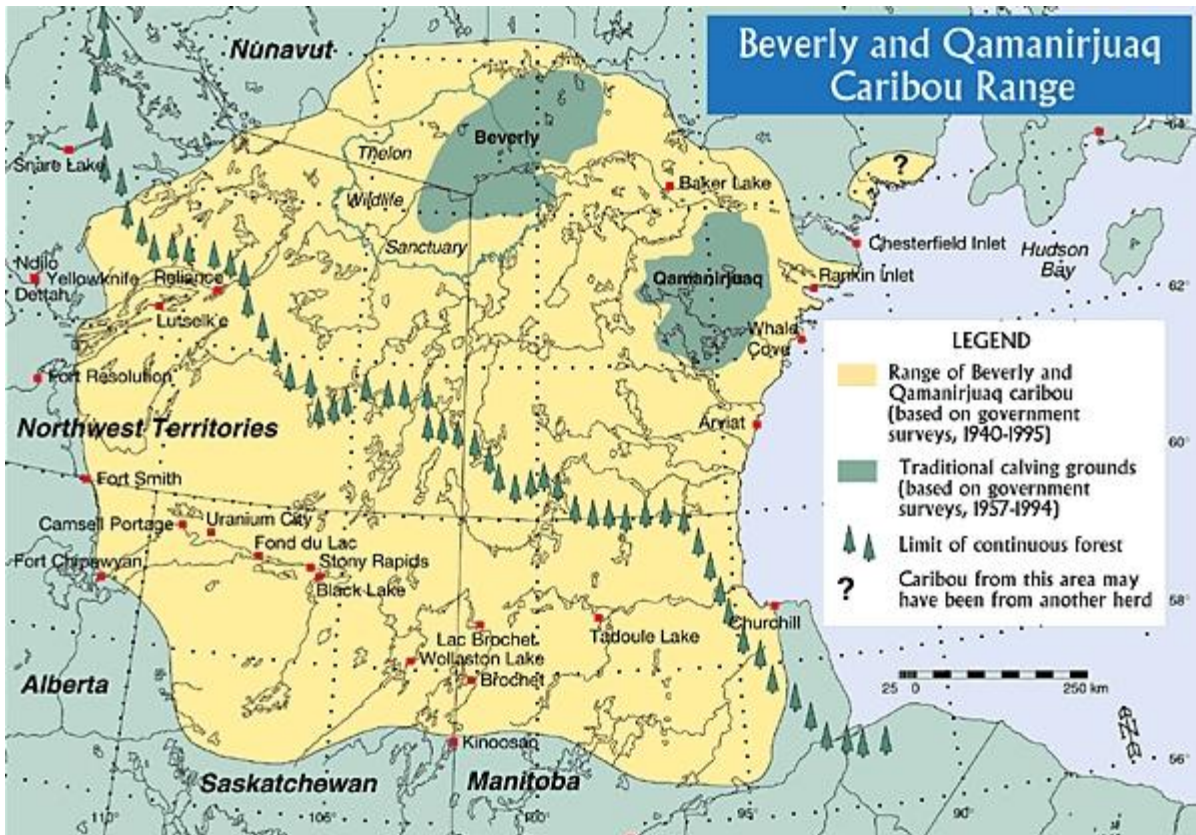 Beverly and Qamanirjuaq
Caribou Range
Nunavut
Beverly
Thelon
Wildlife
Sanctuary
Snare Lake
Baker Lake
?
64
Chesterfield Inlet
Hudson
Bay
Ndilo
Yellowknife
Dettah
Reliance
Lutselk'e
Qamanirjuaq
Rankin Inlet
62°
Whale
Cove
Fort Resolution
Northwest Territories
Arviat
60°
Fort Smith
Camsell Portage
Uranium City
Fond du Lac
Stony Rapids
Black Lake
Fort Chipewyan
LEGEND
Range of Beverly and
Qamanirjuaq caribou
(based on government
surveys, 1940-1995)
Traditional calving grounds
(based on government
surveys, 1957-1994)
Limit of continuous forest
?
Caribou from this area may
have been from another herd
58°
Churchill
Tadoule Lake
Lac Brochet
Wollaston Lake
Brochet
Alberta
25 0 250 km
Kinoosao
Saskatchewan
Manitoba
56°
110°
105°
100°
95°
90°